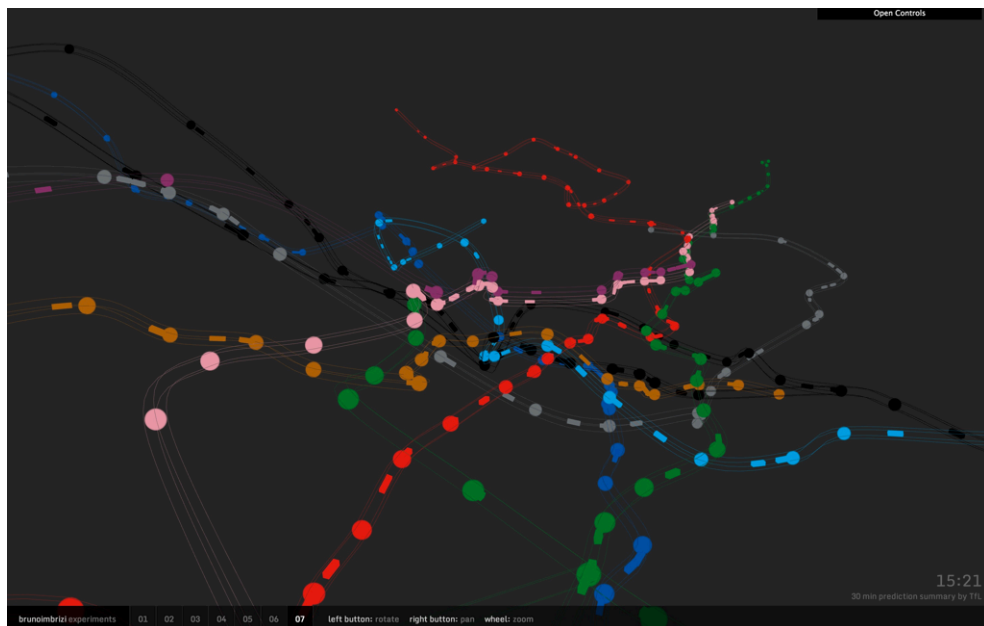 Open Controls
15:21
30 min prediction summary by TfL
brunoimbrizi experiments 01 02 03 04 05 06 07 left button: rotate right button: pan wheel: zoom